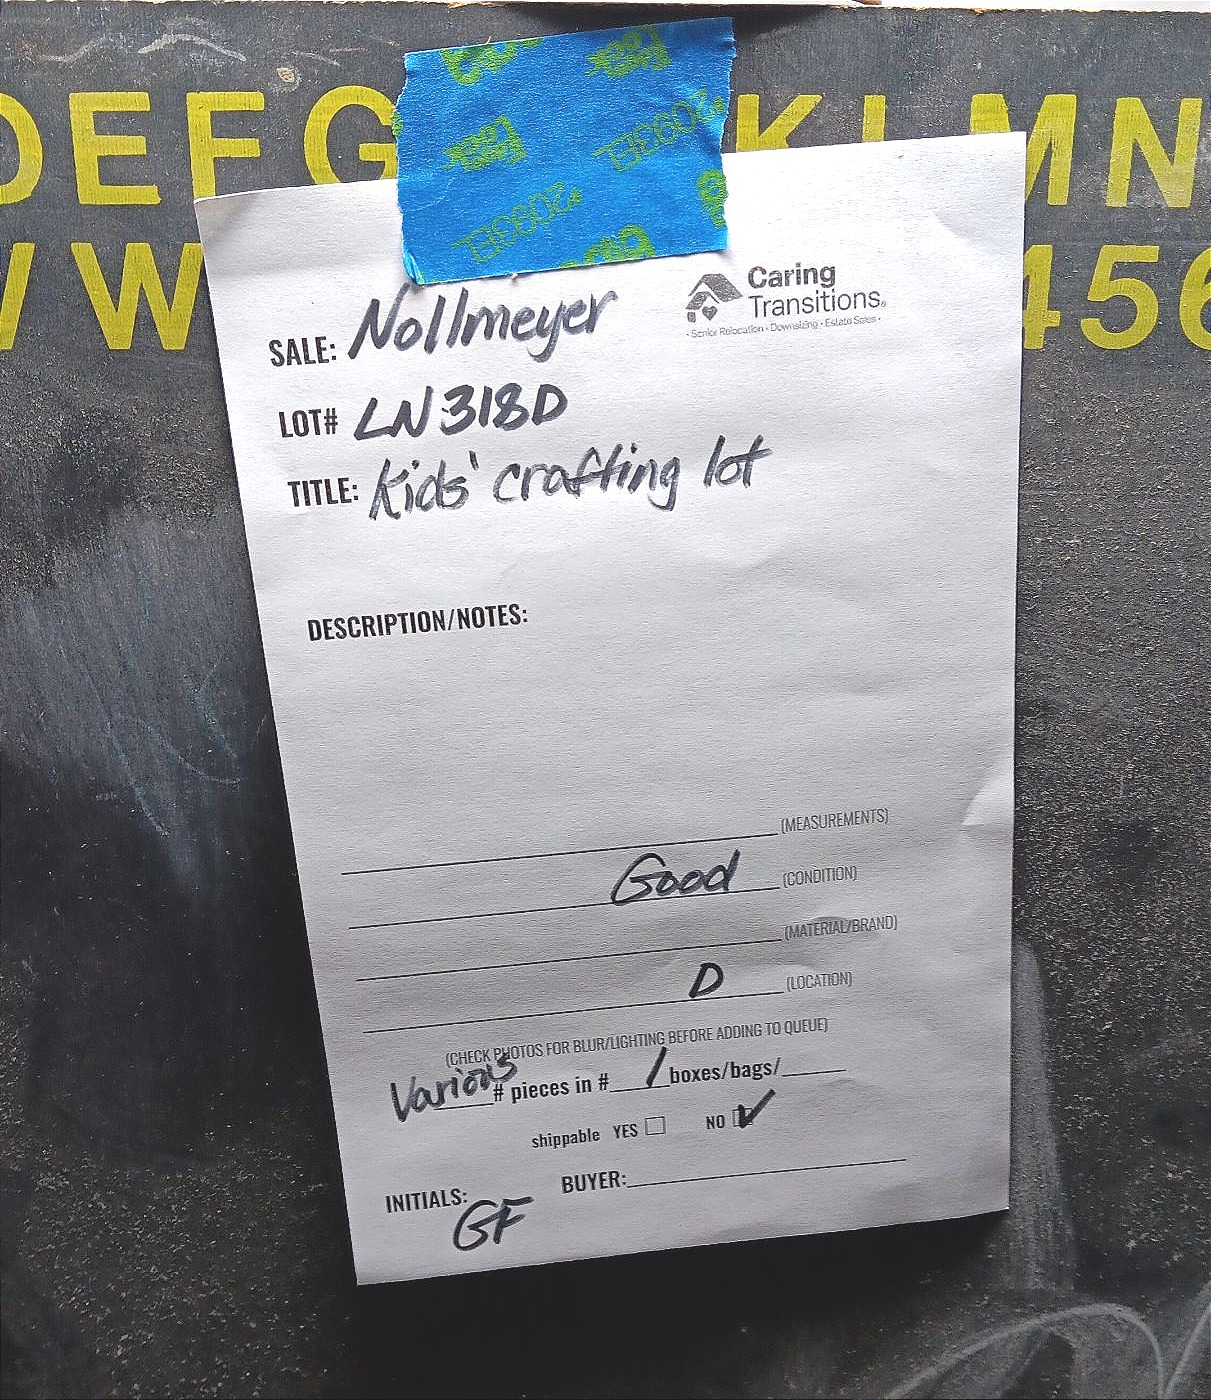 DEFG KLMN
W 456
SALE: Nollmeyer
Caring
Transitions®
• Senior Relocation • Downsizing • Estate Sales •
LOT# LN318D
TITLE: Kids' crafting lot
DESCRIPTION/NOTES:
(MEASUREMENTS)
Good (CONDITION)
(MATERIAL/BRAND)
D (LOCATION)
(CHECK PHOTOS FOR BLUR/LIGHTING BEFORE ADDING TO QUEUE)
Various # pieces in # 1 boxes/bags/
shippable YES ☐ NO ☑
INITIALS: GF
BUYER: